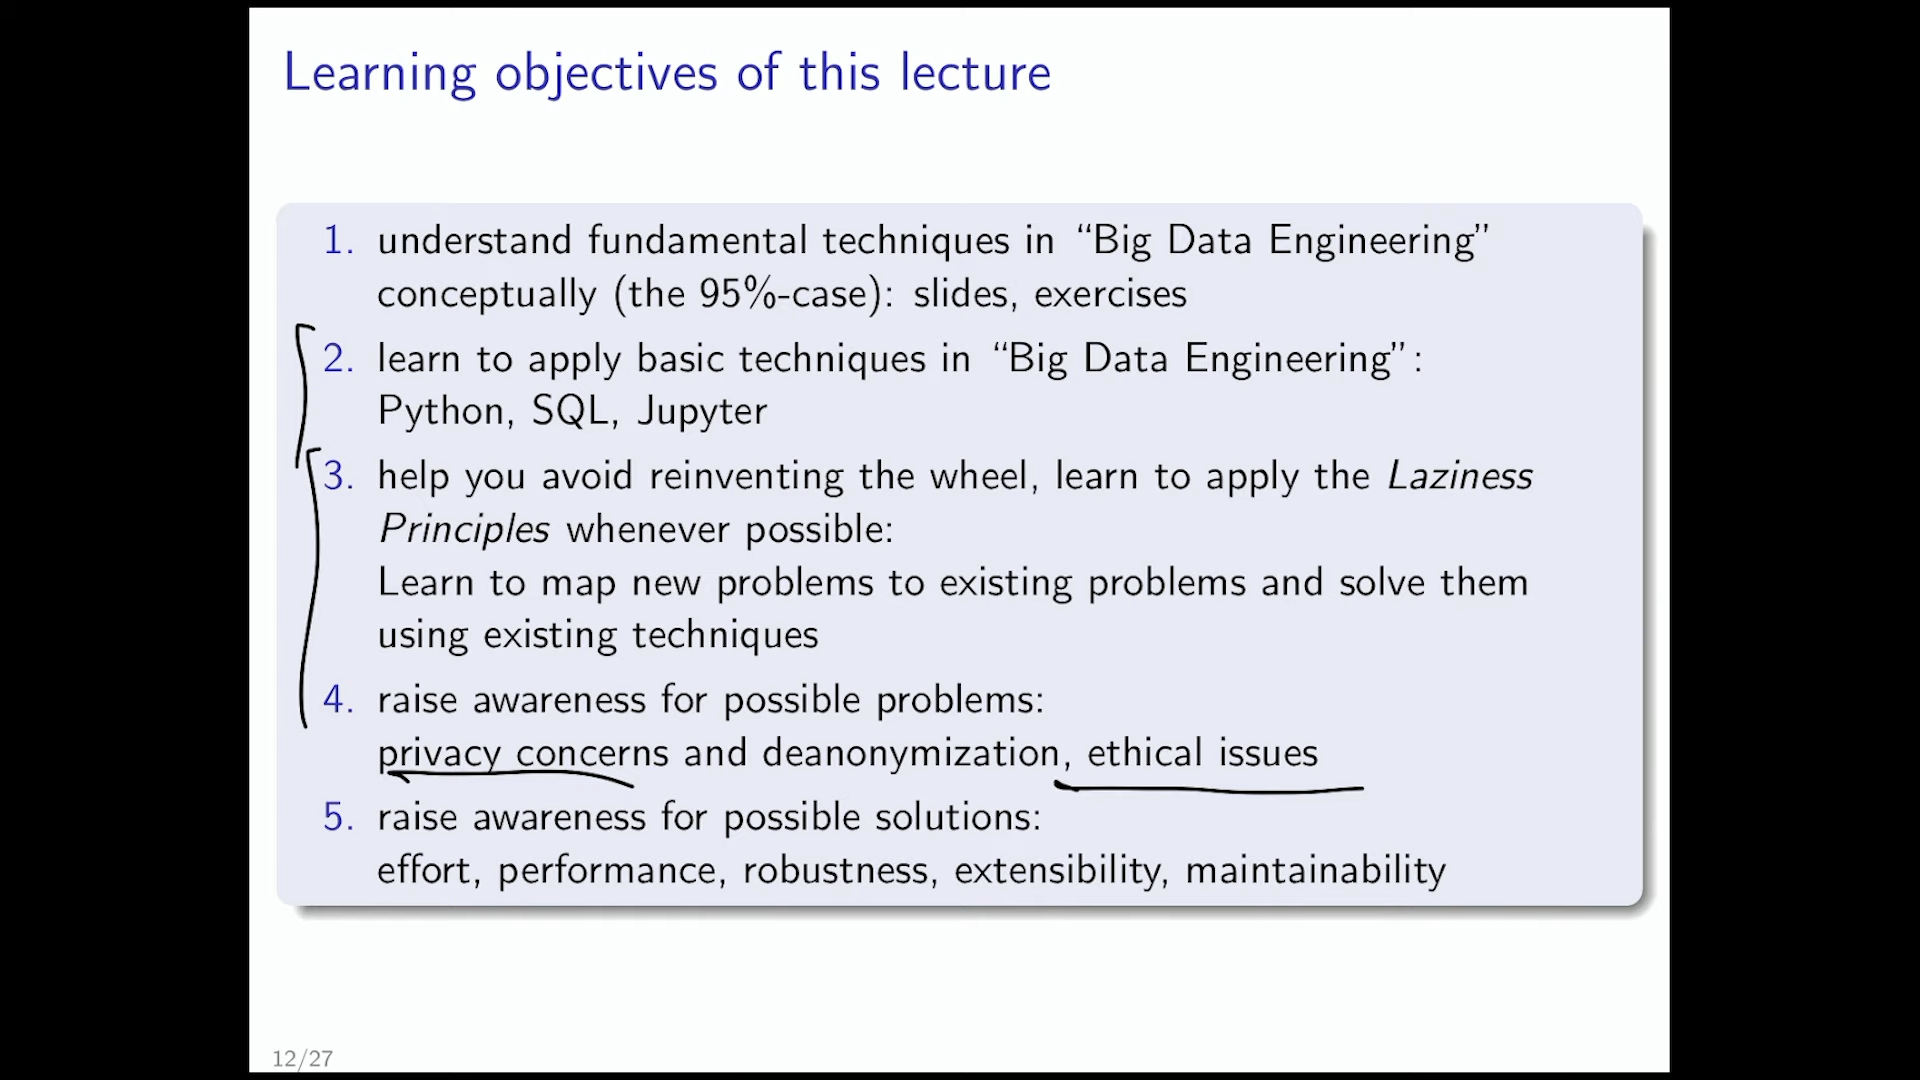 Learning objectives of this lecture
1. understand fundamental techniques in “Big Data Engineering”
conceptually (the 95%-case): slides, exercises
2. learn to apply basic techniques in “Big Data Engineering”:
Python, SQL, Jupyter
3. help you avoid reinventing the wheel, learn to apply the Laziness
Principles whenever possible:
Learn to map new problems to existing problems and solve them
using existing techniques
4. raise awareness for possible problems:
privacy concerns and deanonymization, ethical issues
5. raise awareness for possible solutions:
effort, performance, robustness, extensibility, maintainability
12/27